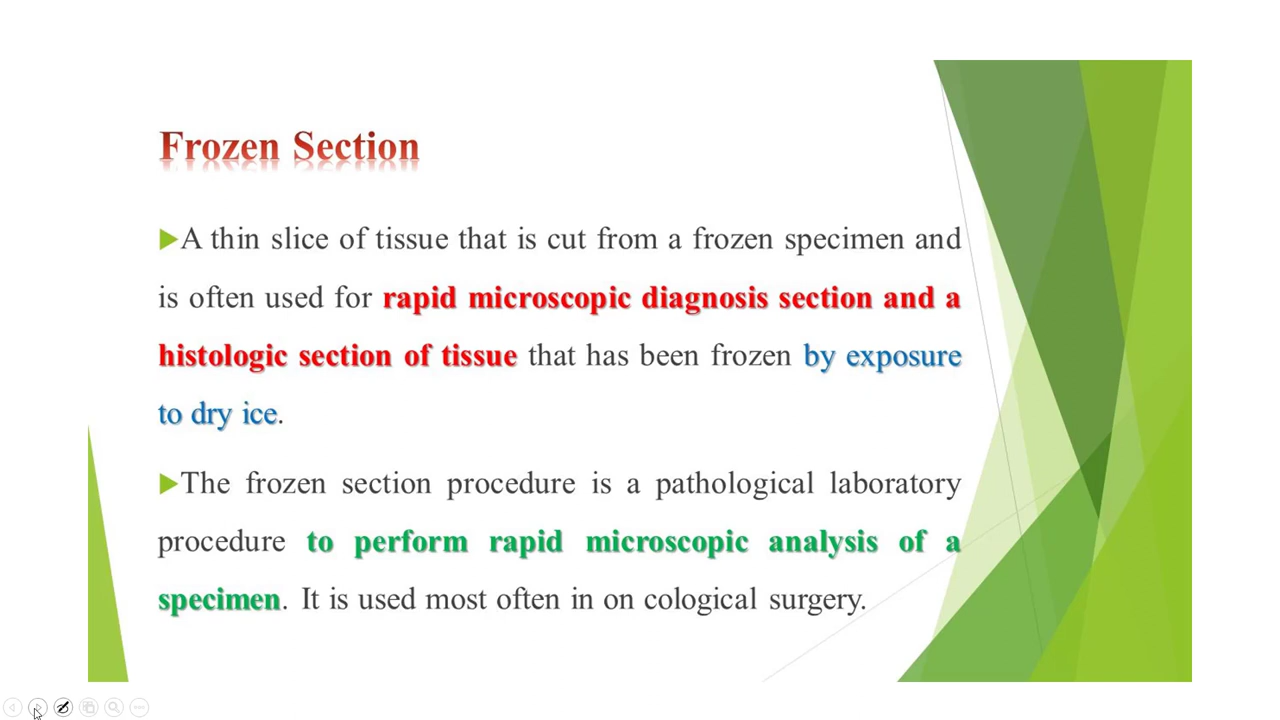 Frozen Section
A thin slice of tissue that is cut from a frozen specimen and
is often used for rapid microscopic diagnosis section and a
histologic section of tissue that has been frozen by exposure
to dry ice.
The frozen section procedure is a pathological laboratory
procedure to perform rapid microscopic analysis of a
specimen. It is used most often in on cological surgery.